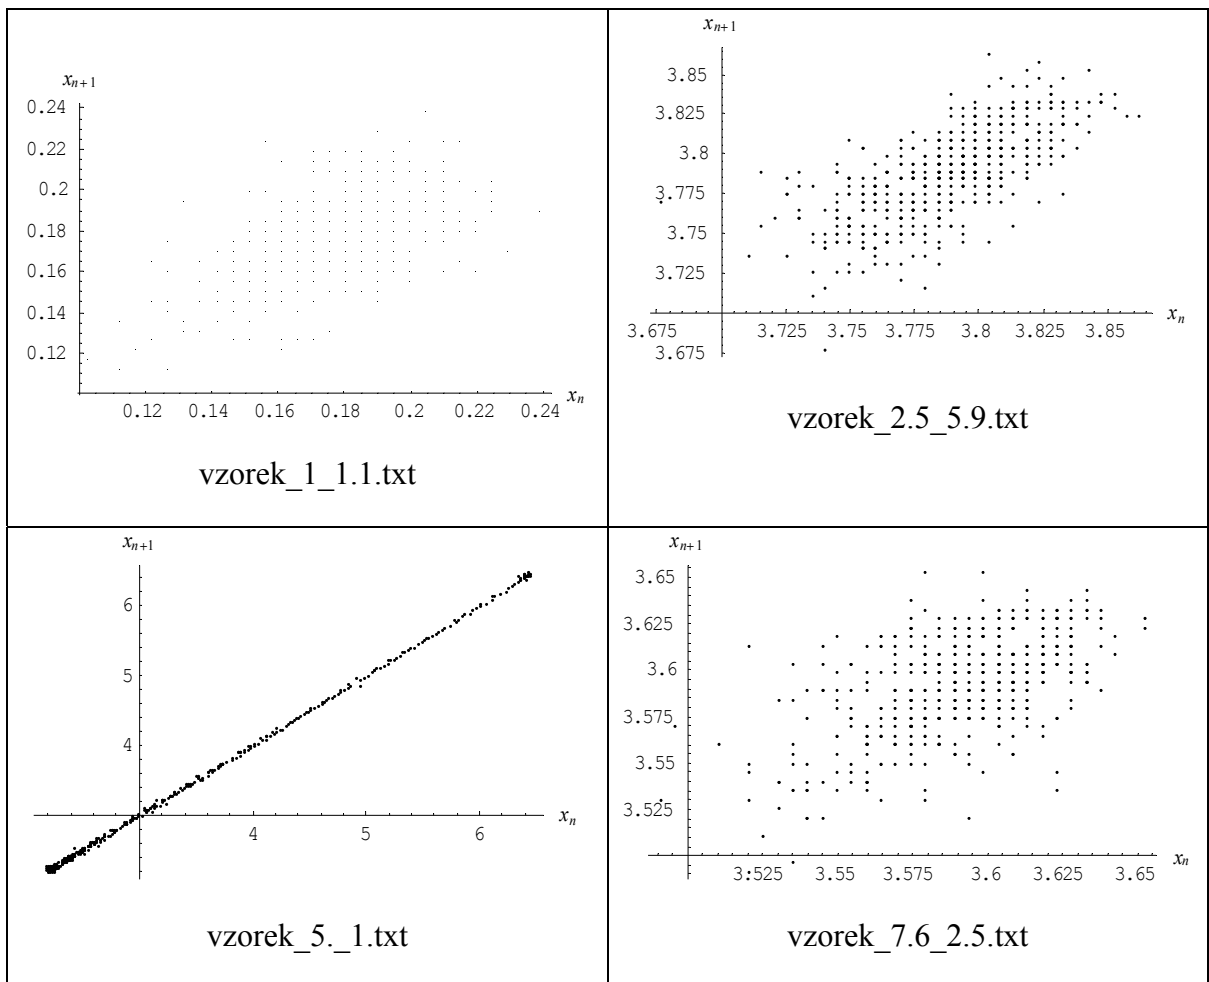 x_{n+1}
0.24
0.22
0.2
0.18
0.16
0.14
0.12
0.12 0.14 0.16 0.18 0.2 0.22 0.24 x_n
vzorek_1_1.1.txt
x_{n+1}
3.85
3.825
3.8
3.775
3.75
3.725
3.675 3.725 3.75 3.775 3.8 3.825 3.85 x_n
3.675
vzorek_2.5_5.9.txt
x_{n+1}
6
5
4
4 5 6 x_n
vzorek_5._1.txt
x_{n+1}
3.65
3.625
3.6
3.575
3.55
3.525
3.525 3.55 3.575 3.6 3.625 3.65 x_n
vzorek_7.6_2.5.txt